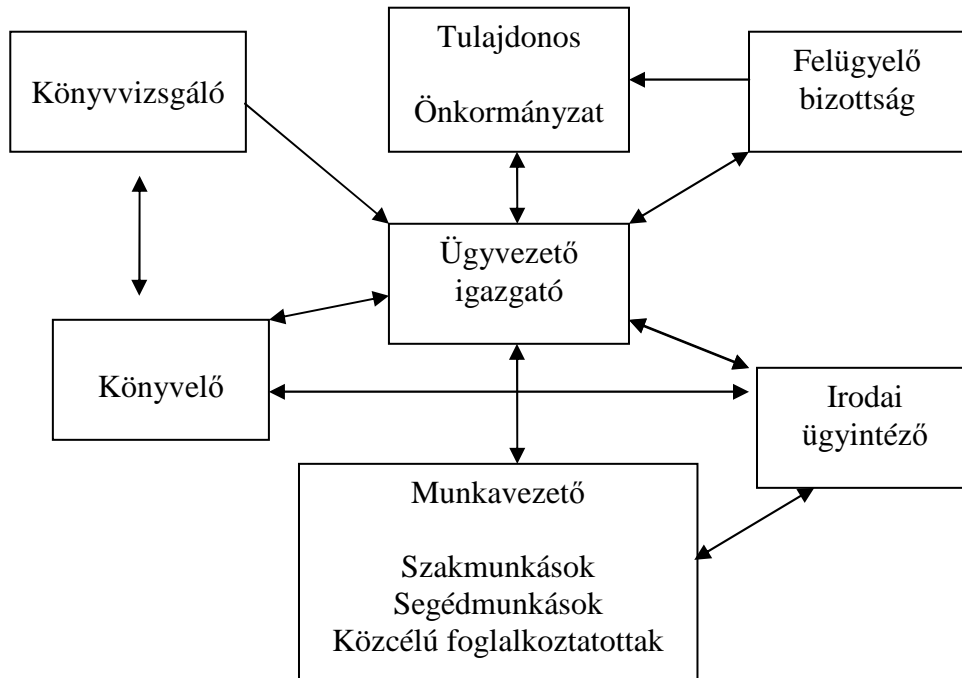 Tulajdonos
Önkormányzat
Könyvvizsgáló
Felügyelő
bizottság
Ügyvezető
igazgató
Könyvelő
Irodai
ügyintéző
Munkavezető
Szakmunkások
Segédmunkások
Közcélú foglalkoztatottak